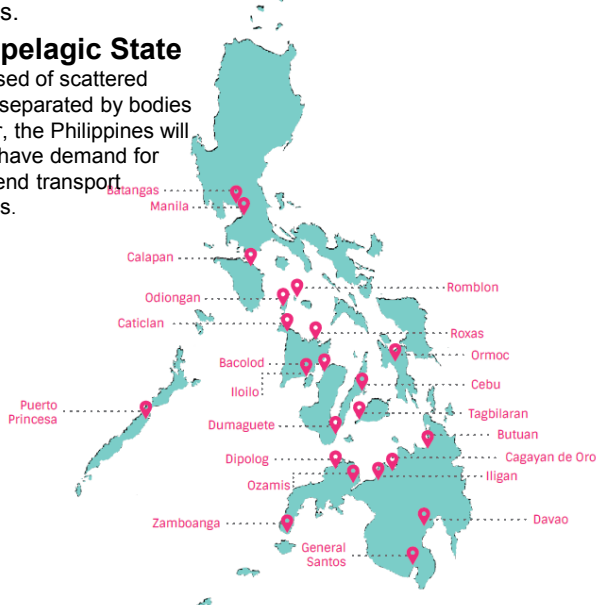 s.
pelagic State
sed of scattered
separated by bodies
, the Philippines will
have demand for
end transport
s.
Batangas
Manila
Calapan
Odiongan
Romblon
Caticlan
Roxas
Bacolod
Ormoc
Iloilo
Cebu
Puerto
Princesa
Tagbilaran
Dumaguete
Butuan
Dipolog
Cagayan de Oro
Ozamis
Iligan
Zamboanga
Davao
General
Santos